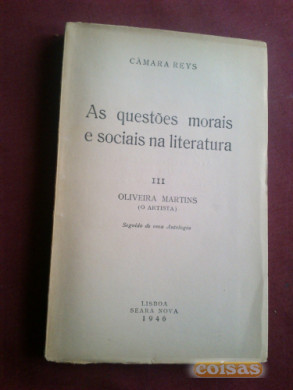 CÂMARA REYS
As questões morais
e sociais na literatura
III
OLIVEIRA MARTINS
(O ARTISTA)
Seguido de uma Antologia
LISBOA
SEARA NOVA
1940
coisas